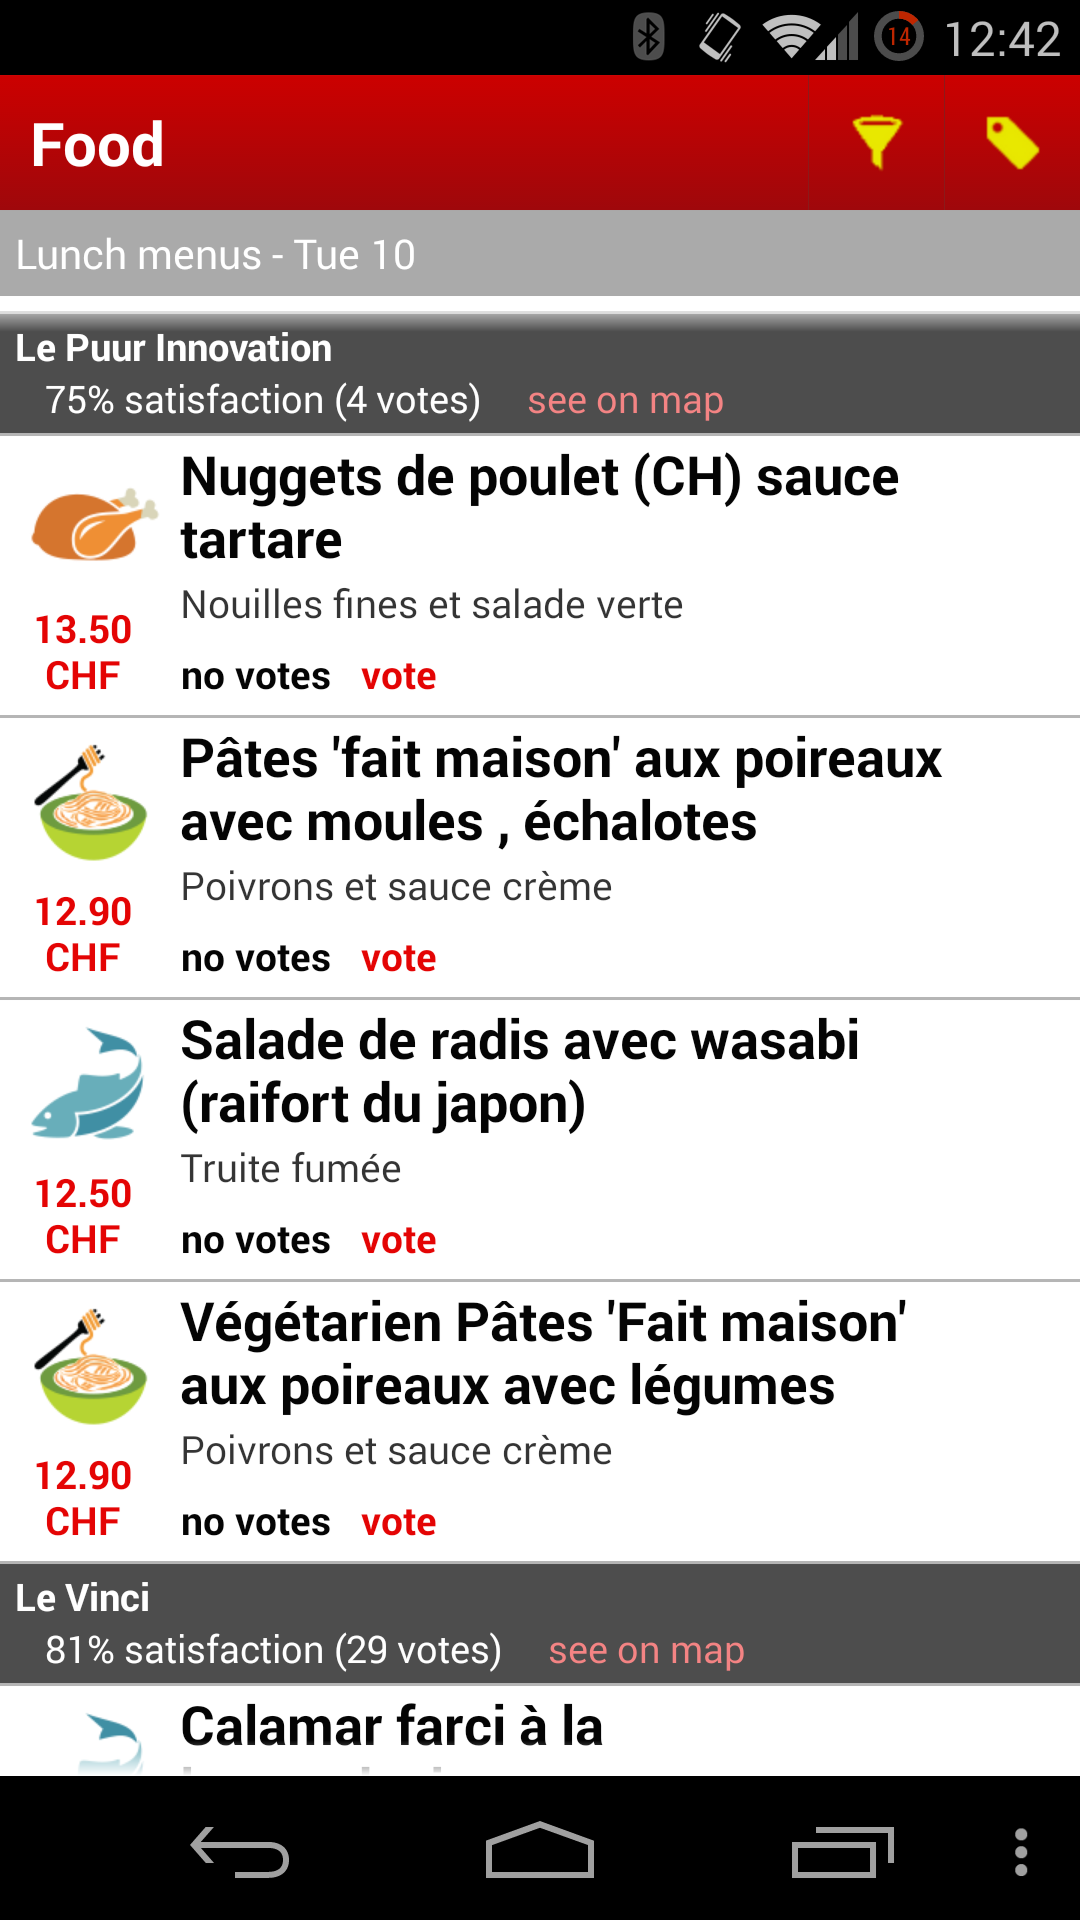 14 12:42
Food
Lunch menus - Tue 10
Le Puur Innovation
75% satisfaction (4 votes) see on map
Nuggets de poulet (CH) sauce
tartare
Nouilles fines et salade verte
13.50
CHF
no votes vote
Pâtes 'fait maison' aux poireaux
avec moules , échalotes
Poivrons et sauce crème
12.90
CHF
no votes vote
Salade de radis avec wasabi
(raifort du japon)
Truite fumée
12.50
CHF
no votes vote
Végétarien Pâtes 'Fait maison'
aux poireaux avec légumes
Poivrons et sauce crème
12.90
CHF
no votes vote
Le Vinci
81% satisfaction (29 votes) see on map
Calamar farci à la